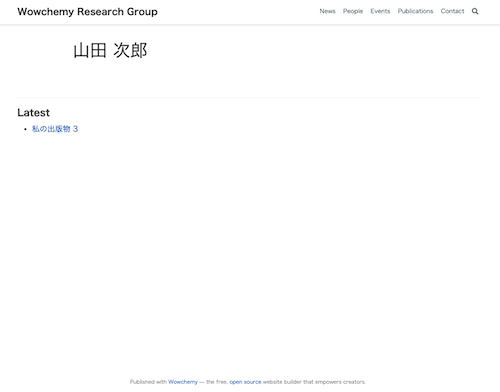 Wowchemy Research Group
News People Events Publications Contact
山田 次郎
Latest
私の出版物 3
Published with Wowchemy — the free, open source website builder that empowers creators.